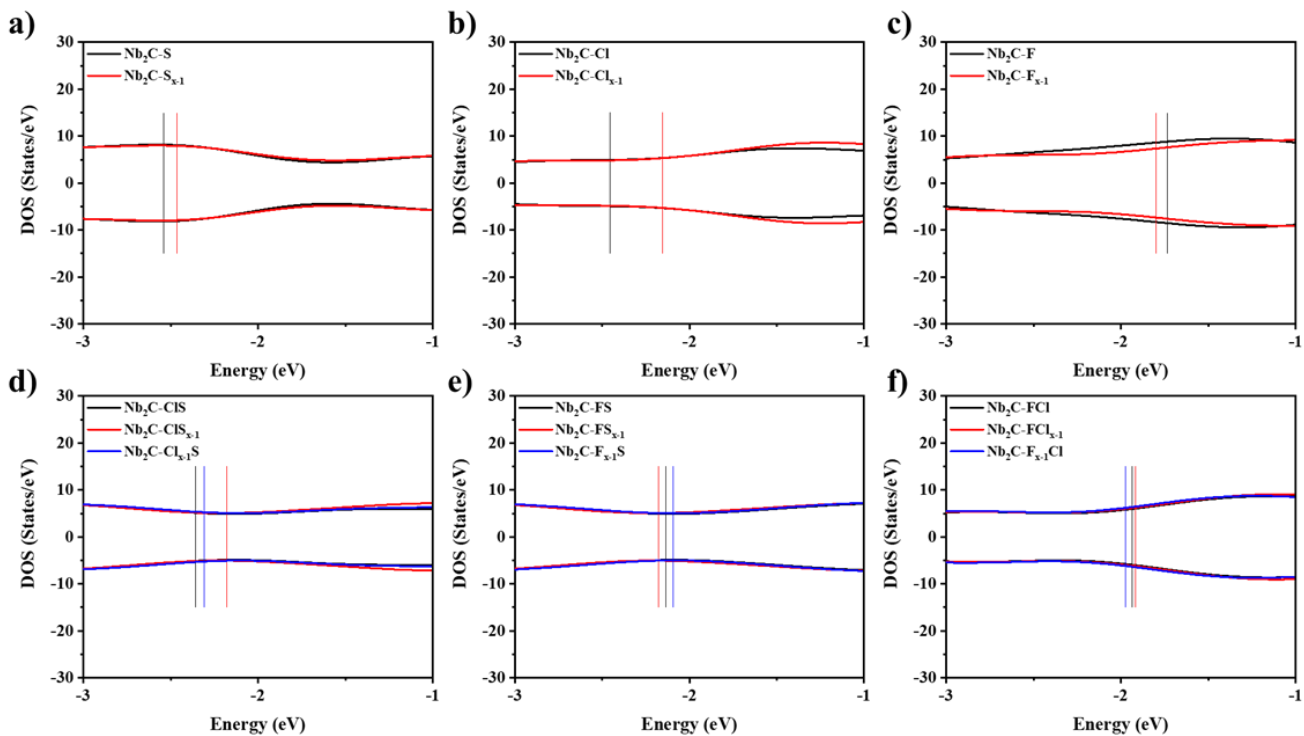 a)
Nb₂C-S
Nb₂C-Sₓ₋₁
30
20
10
0
-10
-20
-30
DOS (States/eV)
-3
-2
-1
Energy (eV)
b)
Nb₂C-Cl
Nb₂C-Clₓ₋₁
30
20
10
0
-10
-20
-30
DOS (States/eV)
-3
-2
-1
Energy (eV)
c)
Nb₂C-F
Nb₂C-Fₓ₋₁
30
20
10
0
-10
-20
-30
DOS (States/eV)
-3
-2
-1
Energy (eV)
d)
Nb₂C-ClS
Nb₂C-ClSₓ₋₁
Nb₂C-Clₓ₋₁S
30
20
10
0
-10
-20
-30
DOS (States/eV)
-3
-2
-1
Energy (eV)
e)
Nb₂C-FS
Nb₂C-FSₓ₋₁
Nb₂C-Fₓ₋₁S
30
20
10
0
-10
-20
-30
DOS (States/eV)
-3
-2
-1
Energy (eV)
f)
Nb₂C-FCl
Nb₂C-FClₓ₋₁
Nb₂C-Fₓ₋₁Cl
30
20
10
0
-10
-20
-30
DOS (States/eV)
-3
-2
-1
Energy (eV)